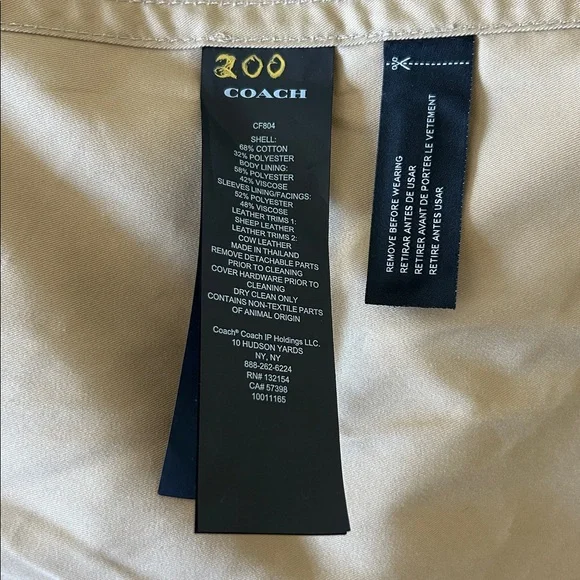 200
COACH
CF804
SHELL:
68% COTTON
32% POLYESTER
BODY LINING:
58% POLYESTER
42% VISCOSE
SLEEVES LINING/FACINGS:
52% POLYESTER
48% VISCOSE
LEATHER TRIMS 1:
SHEEP LEATHER
LEATHER TRIMS 2:
COW LEATHER
MADE IN THAILAND
REMOVE DETACHABLE PARTS
PRIOR TO CLEANING
COVER HARDWARE PRIOR TO
CLEANING
DRY CLEAN ONLY
CONTAINS NON-TEXTILE PARTS
OF ANIMAL ORIGIN
Coach® Coach IP Holdings LLC.
10 HUDSON YARDS
NY, NY
888-262-6224
RN# 132154
CA# 57398
10011165
REMOVE BEFORE WEARING
RETIRAR ANTES DE USAR
RETIRER AVANT DE PORTER LE VETEMENT
RETIRE ANTES USAR